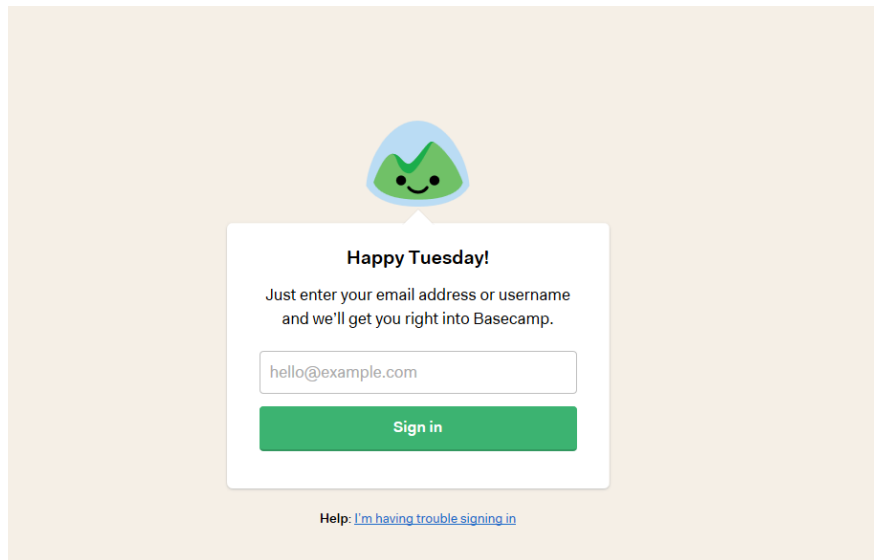 Happy Tuesday!
Just enter your email address or username
and we'll get you right into Basecamp.
hello@example.com
Sign in
Help: I'm having trouble signing in